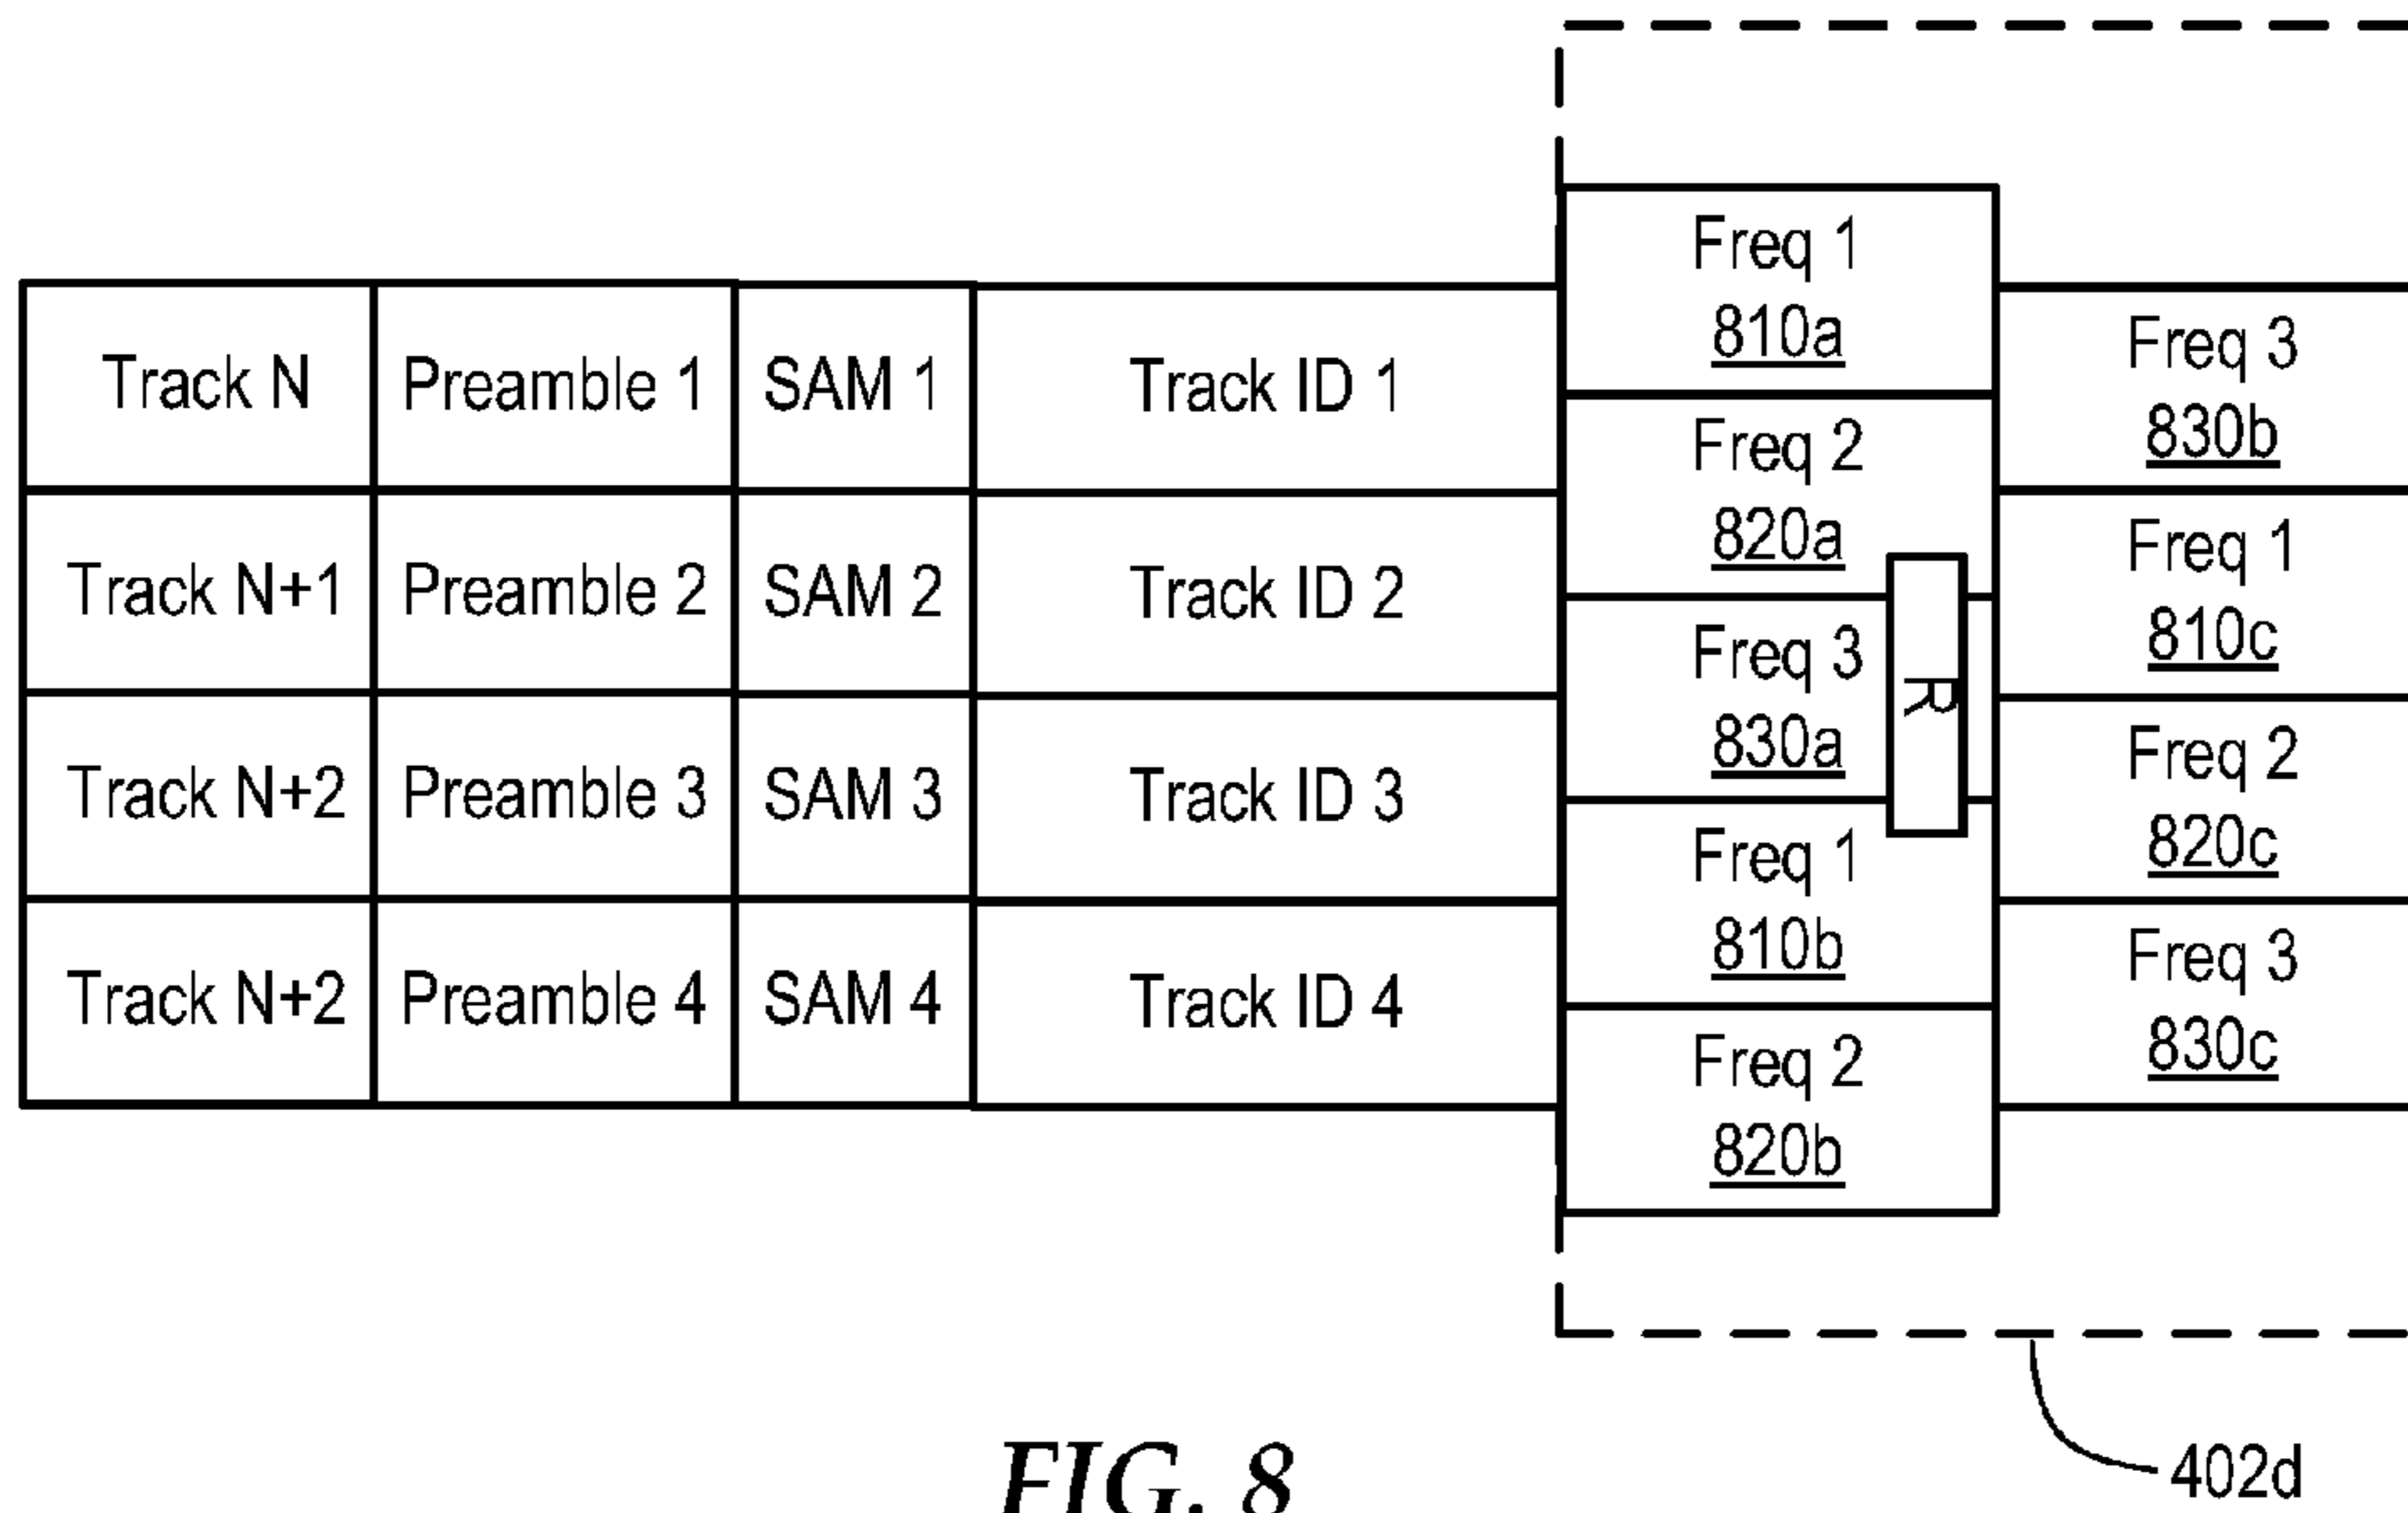 Freq 1
810a
Track N Preamble 1 SAM 1 Track ID 1
Freq 3
830b
Freq 2
820a
Track N+1 Preamble 2 SAM 2 Track ID 2
Freq 1
810c
Freq 3
830a
R
Track N+2 Preamble 3 SAM 3 Track ID 3
Freq 2
820c
Freq 1
810b
Track N+2 Preamble 4 SAM 4 Track ID 4
Freq 3
830c
Freq 2
820b
402d
FIG. 8